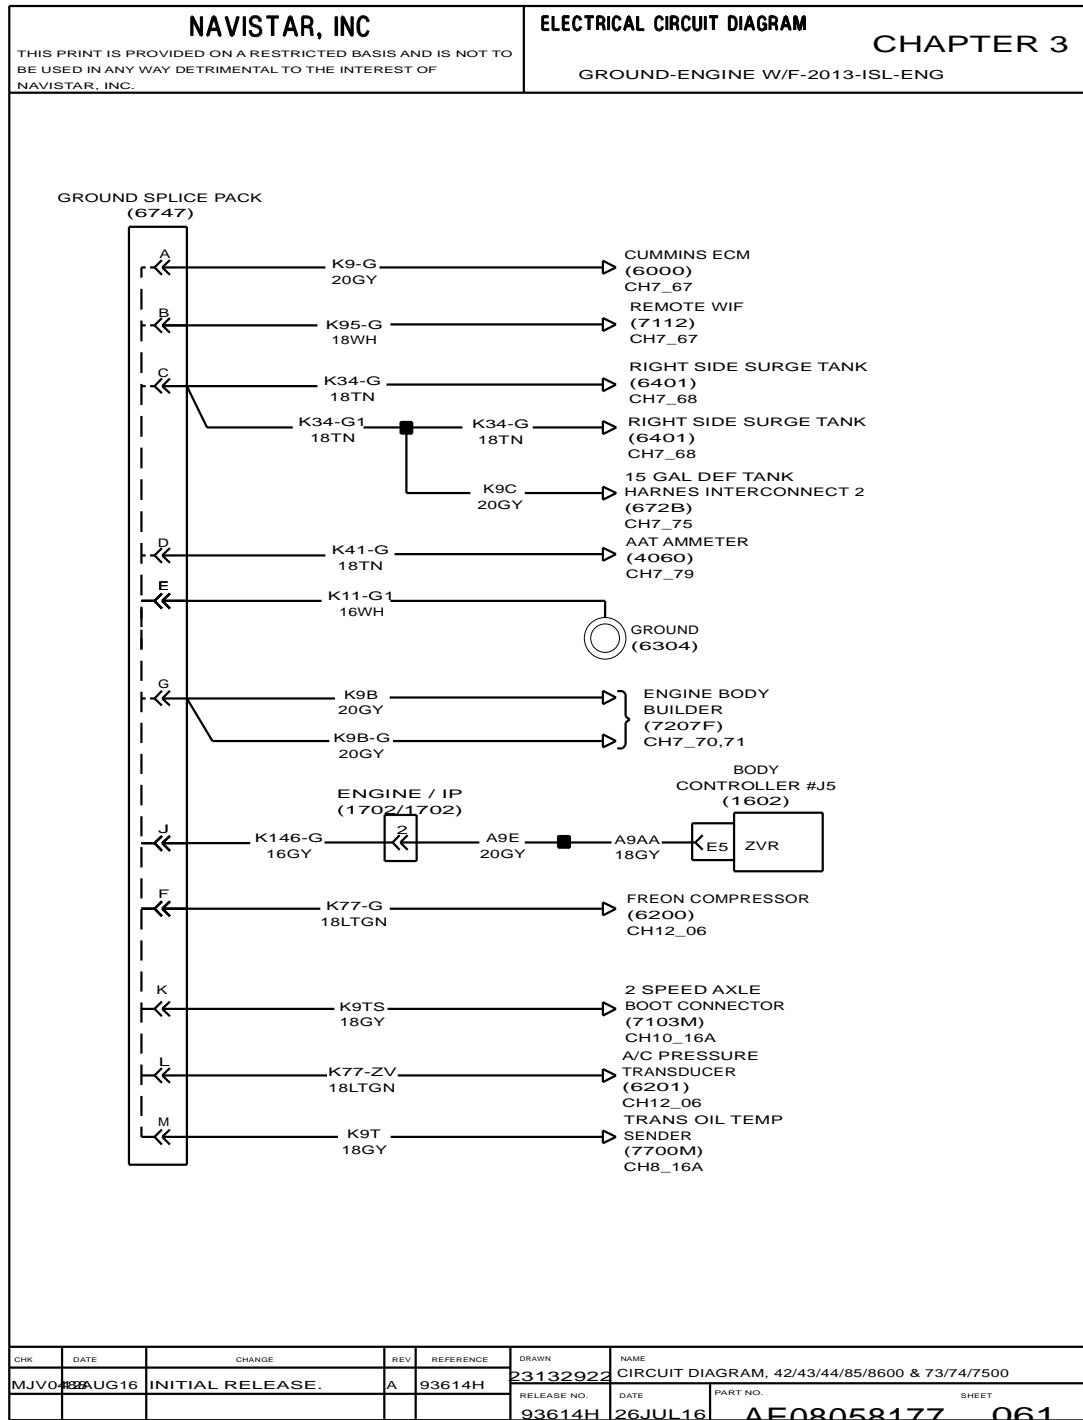 NAVISTAR, INC
THIS PRINT IS PROVIDED ON A RESTRICTED BASIS AND IS NOT TO
BE USED IN ANY WAY DETRIMENTAL TO THE INTEREST OF
NAVISTAR, INC.
ELECTRICAL CIRCUIT DIAGRAM
CHAPTER 3
GROUND-ENGINE W/F-2013-ISL-ENG
GROUND SPLICE PACK
(6747)
A
K9-G
20GY
CUMMINS ECM
(6000)
CH7_67
B
K95-G
18WH
REMOTE WIF
(7112)
CH7_67
C
K34-G
18TN
RIGHT SIDE SURGE TANK
(6401)
CH7_68
K34-G1
18TN
K34-G
18TN
RIGHT SIDE SURGE TANK
(6401)
CH7_68
K9C
20GY
15 GAL DEF TANK
HARNES INTERCONNECT 2
(672B)
CH7_75
D
K41-G
18TN
AAT AMMETER
(4060)
CH7_79
E
K11-G1
16WH
GROUND
(6304)
G
K9B
20GY
K9B-G
20GY
ENGINE BODY
BUILDER
(7207F)
CH7_70,71
J
K146-G
16GY
ENGINE / IP
(1702/1702)
2
A9E
20GY
A9AA
18GY
BODY
CONTROLLER #J5
(1602)
E5
ZVR
F
K77-G
18LTGN
FREON COMPRESSOR
(6200)
CH12_06
K
K9TS
18GY
2 SPEED AXLE
BOOT CONNECTOR
(7103M)
CH10_16A
L
K77-ZV
18LTGN
A/C PRESSURE
TRANSDUCER
(6201)
CH12_06
M
K9T
18GY
TRANS OIL TEMP
SENDER
(7700M)
CH8_16A
CHK DATE CHANGE REV REFERENCE
INITIAL RELEASE. A 93614H
DRAWN
23132922
NAME
CIRCUIT DIAGRAM, 42/43/44/85/8600 & 73/74/7500
RELEASE NO.
93614H
DATE
26JUL16
PART NO.
AE08058177
SHEET
061